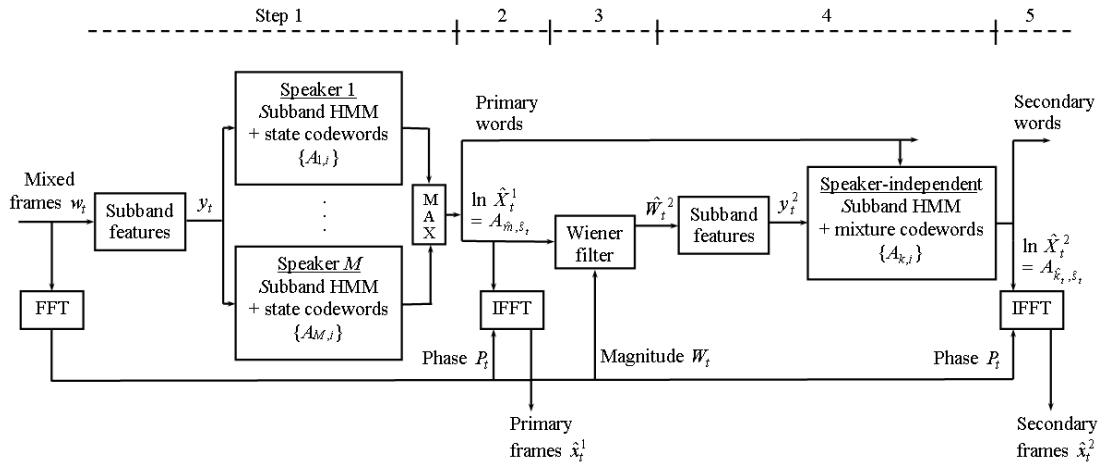 Step 1 2 3 4 5
Speaker 1
Subband HMM
+ state codewords
{A1,i}
Mixed
frames wt
Subband
features
yt
.
.
.
M
A
X
Speaker M
Subband HMM
+ state codewords
{AM,i}
FFT
Primary
words
ln X̂t1
= Am̂,ŝt
IFFT
Phase Pt
Primary
frames x̂t1
Wiener
filter
Magnitude Wt
Ŵt2
Subband
features
yt2
Speaker-independent
Subband HMM
+ mixture codewords
{Ak,i}
Secondary
words
ln X̂t2
= Ak̂t,ŝt
IFFT
Phase Pt
Secondary
frames x̂t2